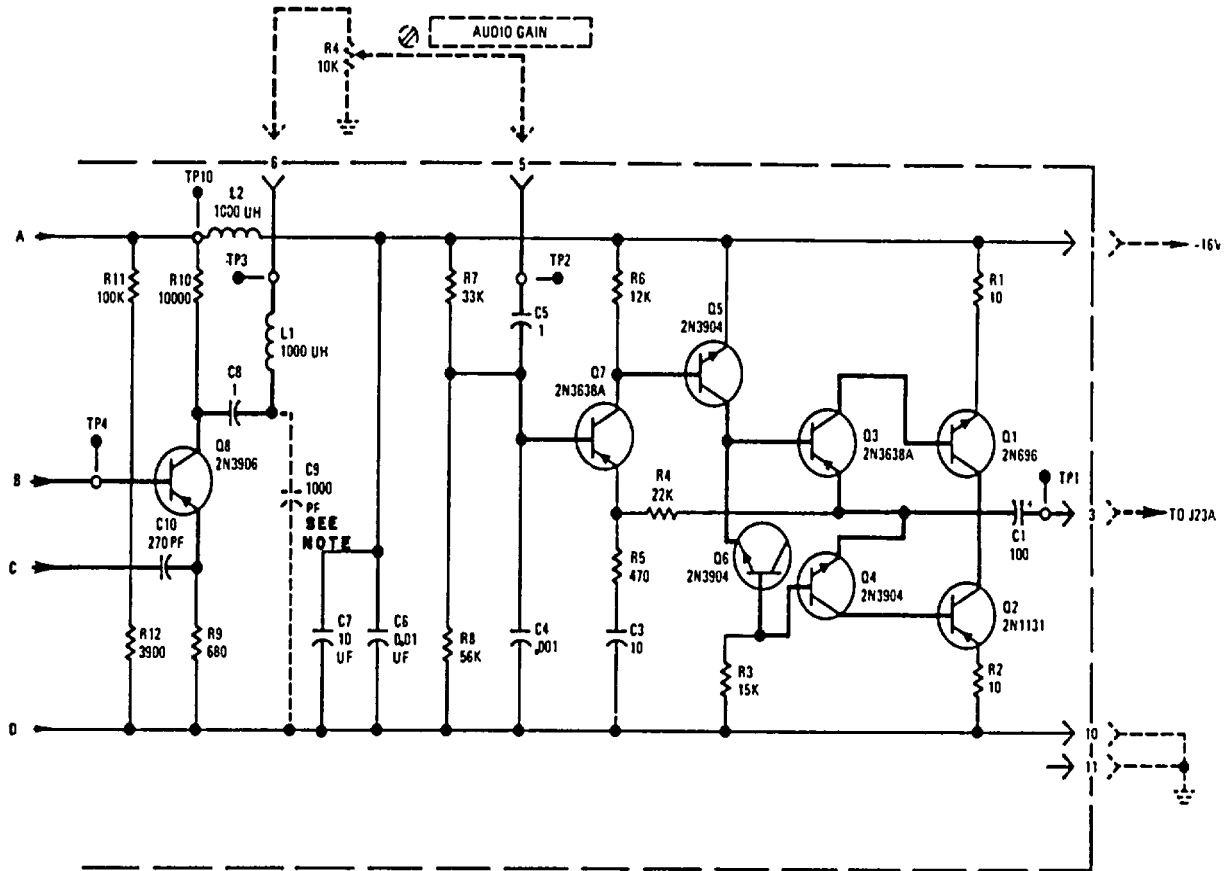 AUDIO GAIN
R4
10K
6
5
TP10
L2
1000 UH
A
-16V
R11
100K
R10
10000
TP3
R7
33K
TP2
R6
12K
R1
10
Q5
2N3904
C5
1
L1
1000 UH
C8
1
Q7
2N3638A
TP4
Q8
2N3906
Q3
2N3638A
Q1
2N696
B
C9
1000
PF
SEE
NOTE
R4
22K
TP1
3
TO J23A
C10
270 PF
C1
100
+
C
R5
470
Q6
2N3904
Q4
2N3904
Q2
2N1131
R12
3900
R9
680
C7
10
UF
C6
0.01
UF
R8
56K
C4
.001
C3
10
R3
15K
R2
10
D
10
11